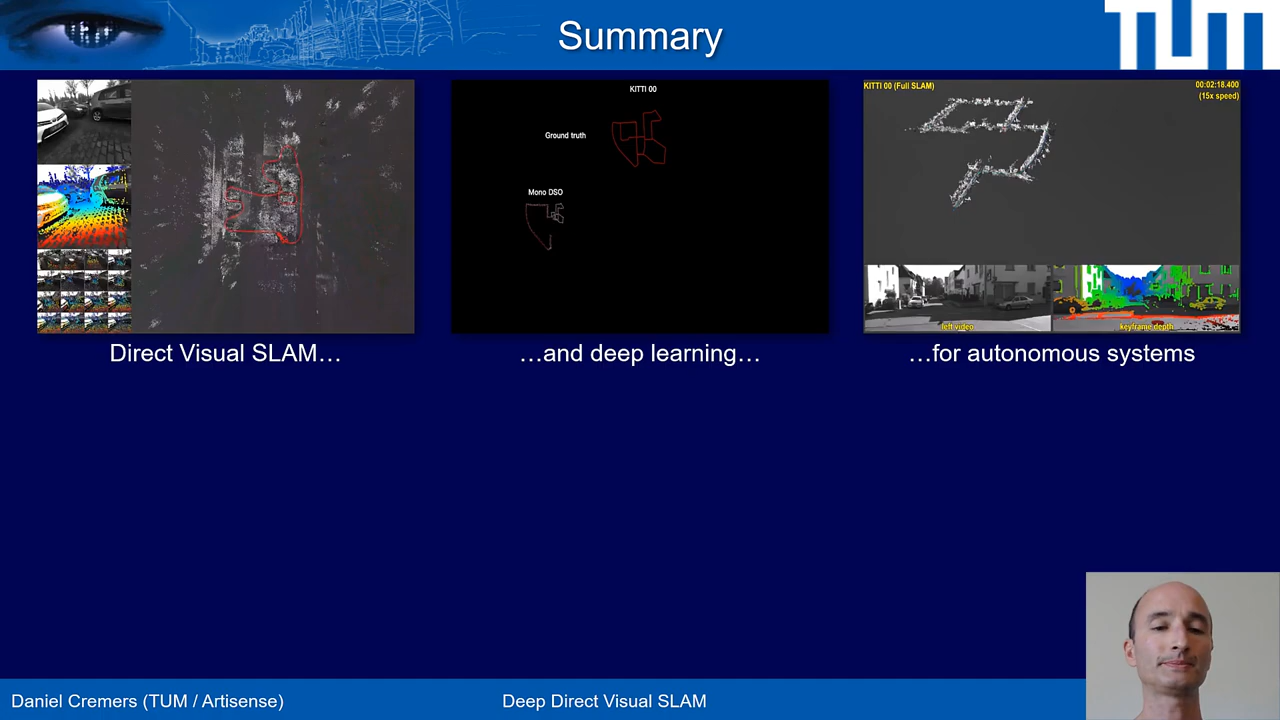 Summary
TUM
KITTI 00
Ground truth
Mono DSO
KITTI 00 (Full SLAM)
00:02:18.400
(15x speed)
left video
keyframe depth
Direct Visual SLAM…
…and deep learning…
…for autonomous systems
Daniel Cremers (TUM / Artisense)
Deep Direct Visual SLAM